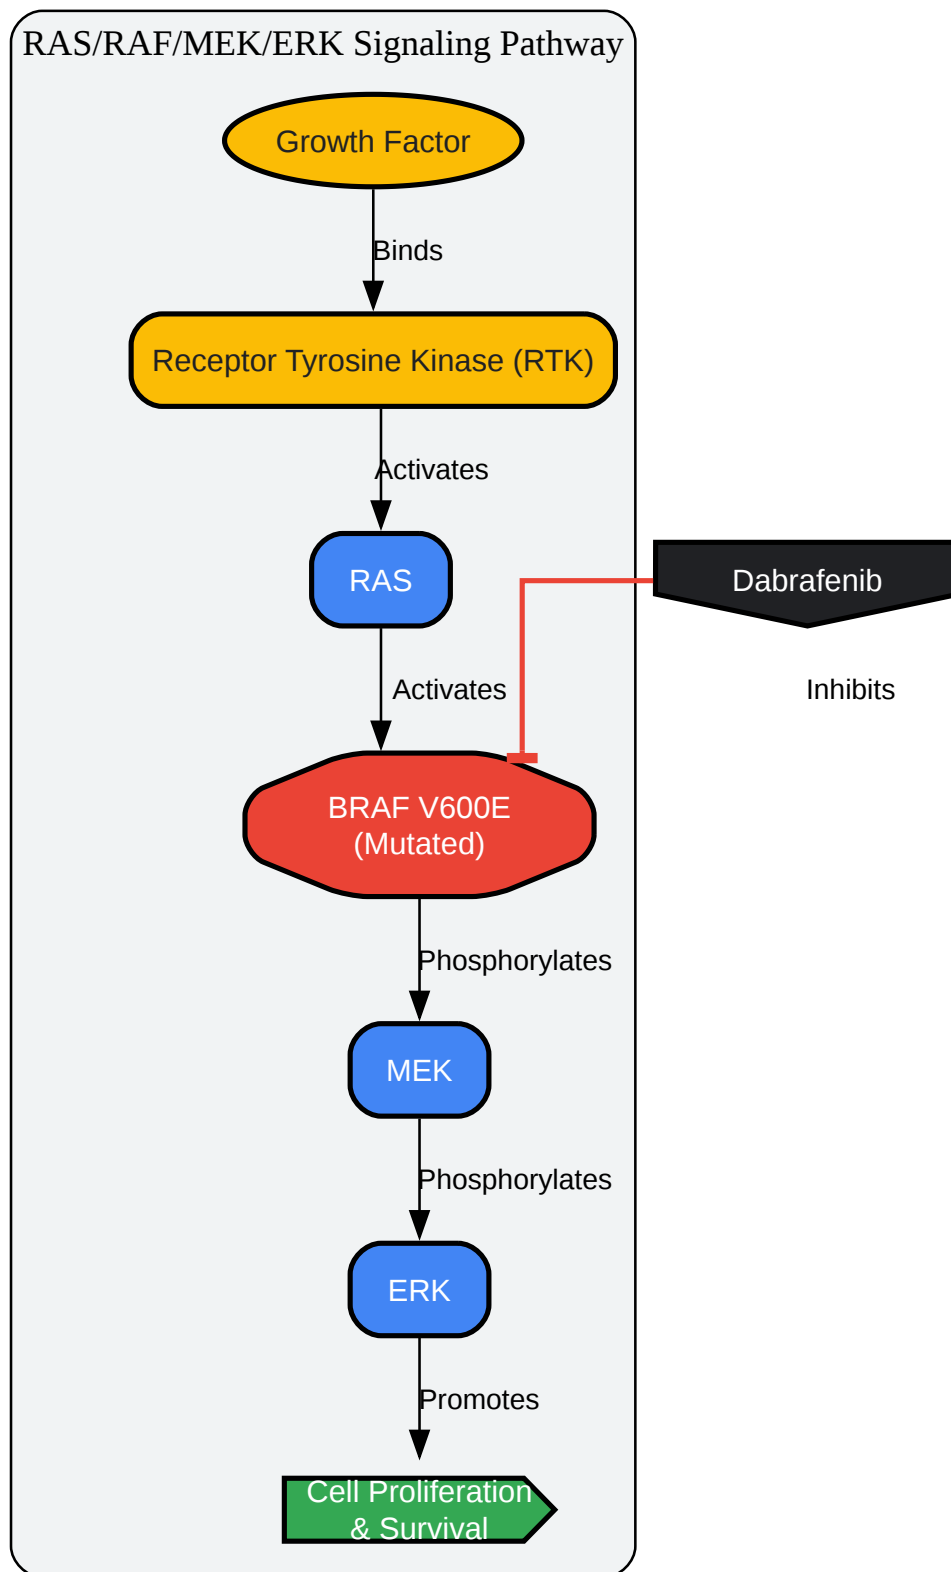 RAS/RAF/MEK/ERK Signaling Pathway
Growth Factor
Binds
Receptor Tyrosine Kinase (RTK)
Activates
RAS
Dabrafenib
Activates
Inhibits
BRAF V600E
(Mutated)
Phosphorylates
MEK
Phosphorylates
ERK
Promotes
Cell Proliferation
& Survival